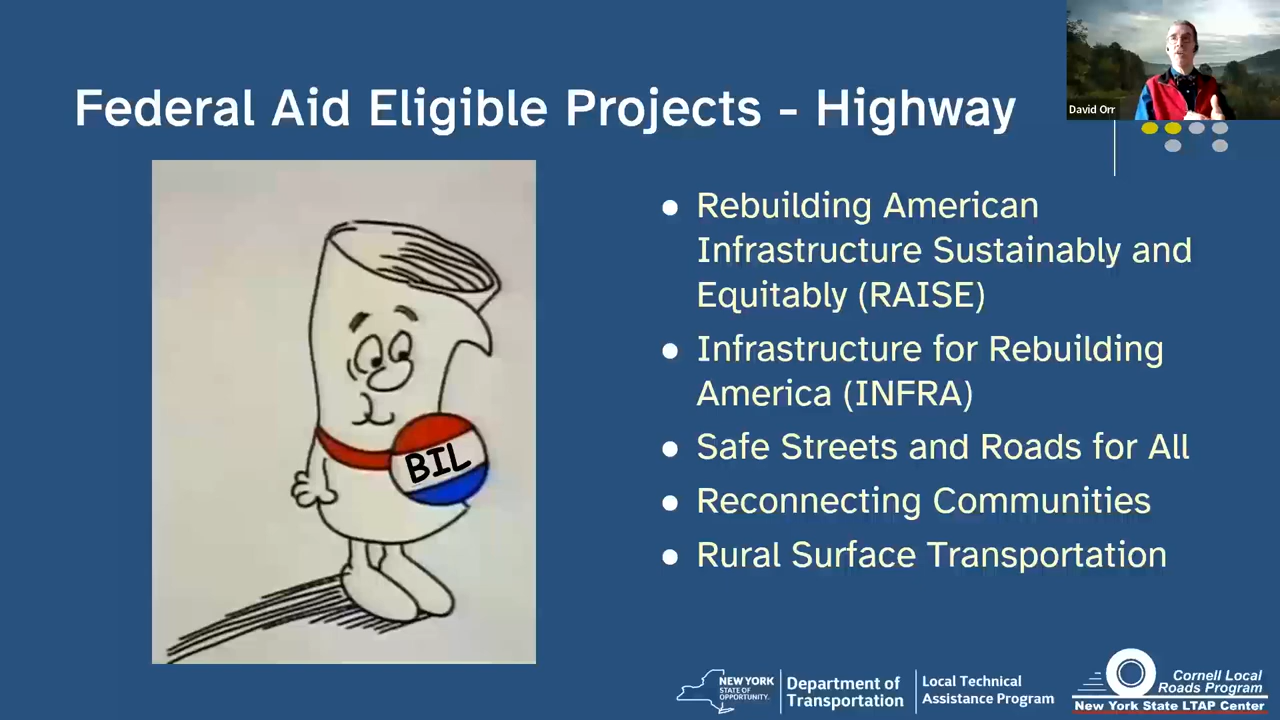 David Orr
Federal Aid Eligible Projects - Highway
BIL
● Rebuilding American
Infrastructure Sustainably and
Equitably (RAISE)
● Infrastructure for Rebuilding
America (INFRA)
● Safe Streets and Roads for All
● Reconnecting Communities
● Rural Surface Transportation
NEW YORK
STATE OF
OPPORTUNITY.
Department of
Transportation
Local Technical
Assistance Program
Cornell Local
Roads Program
New York State LTAP Center